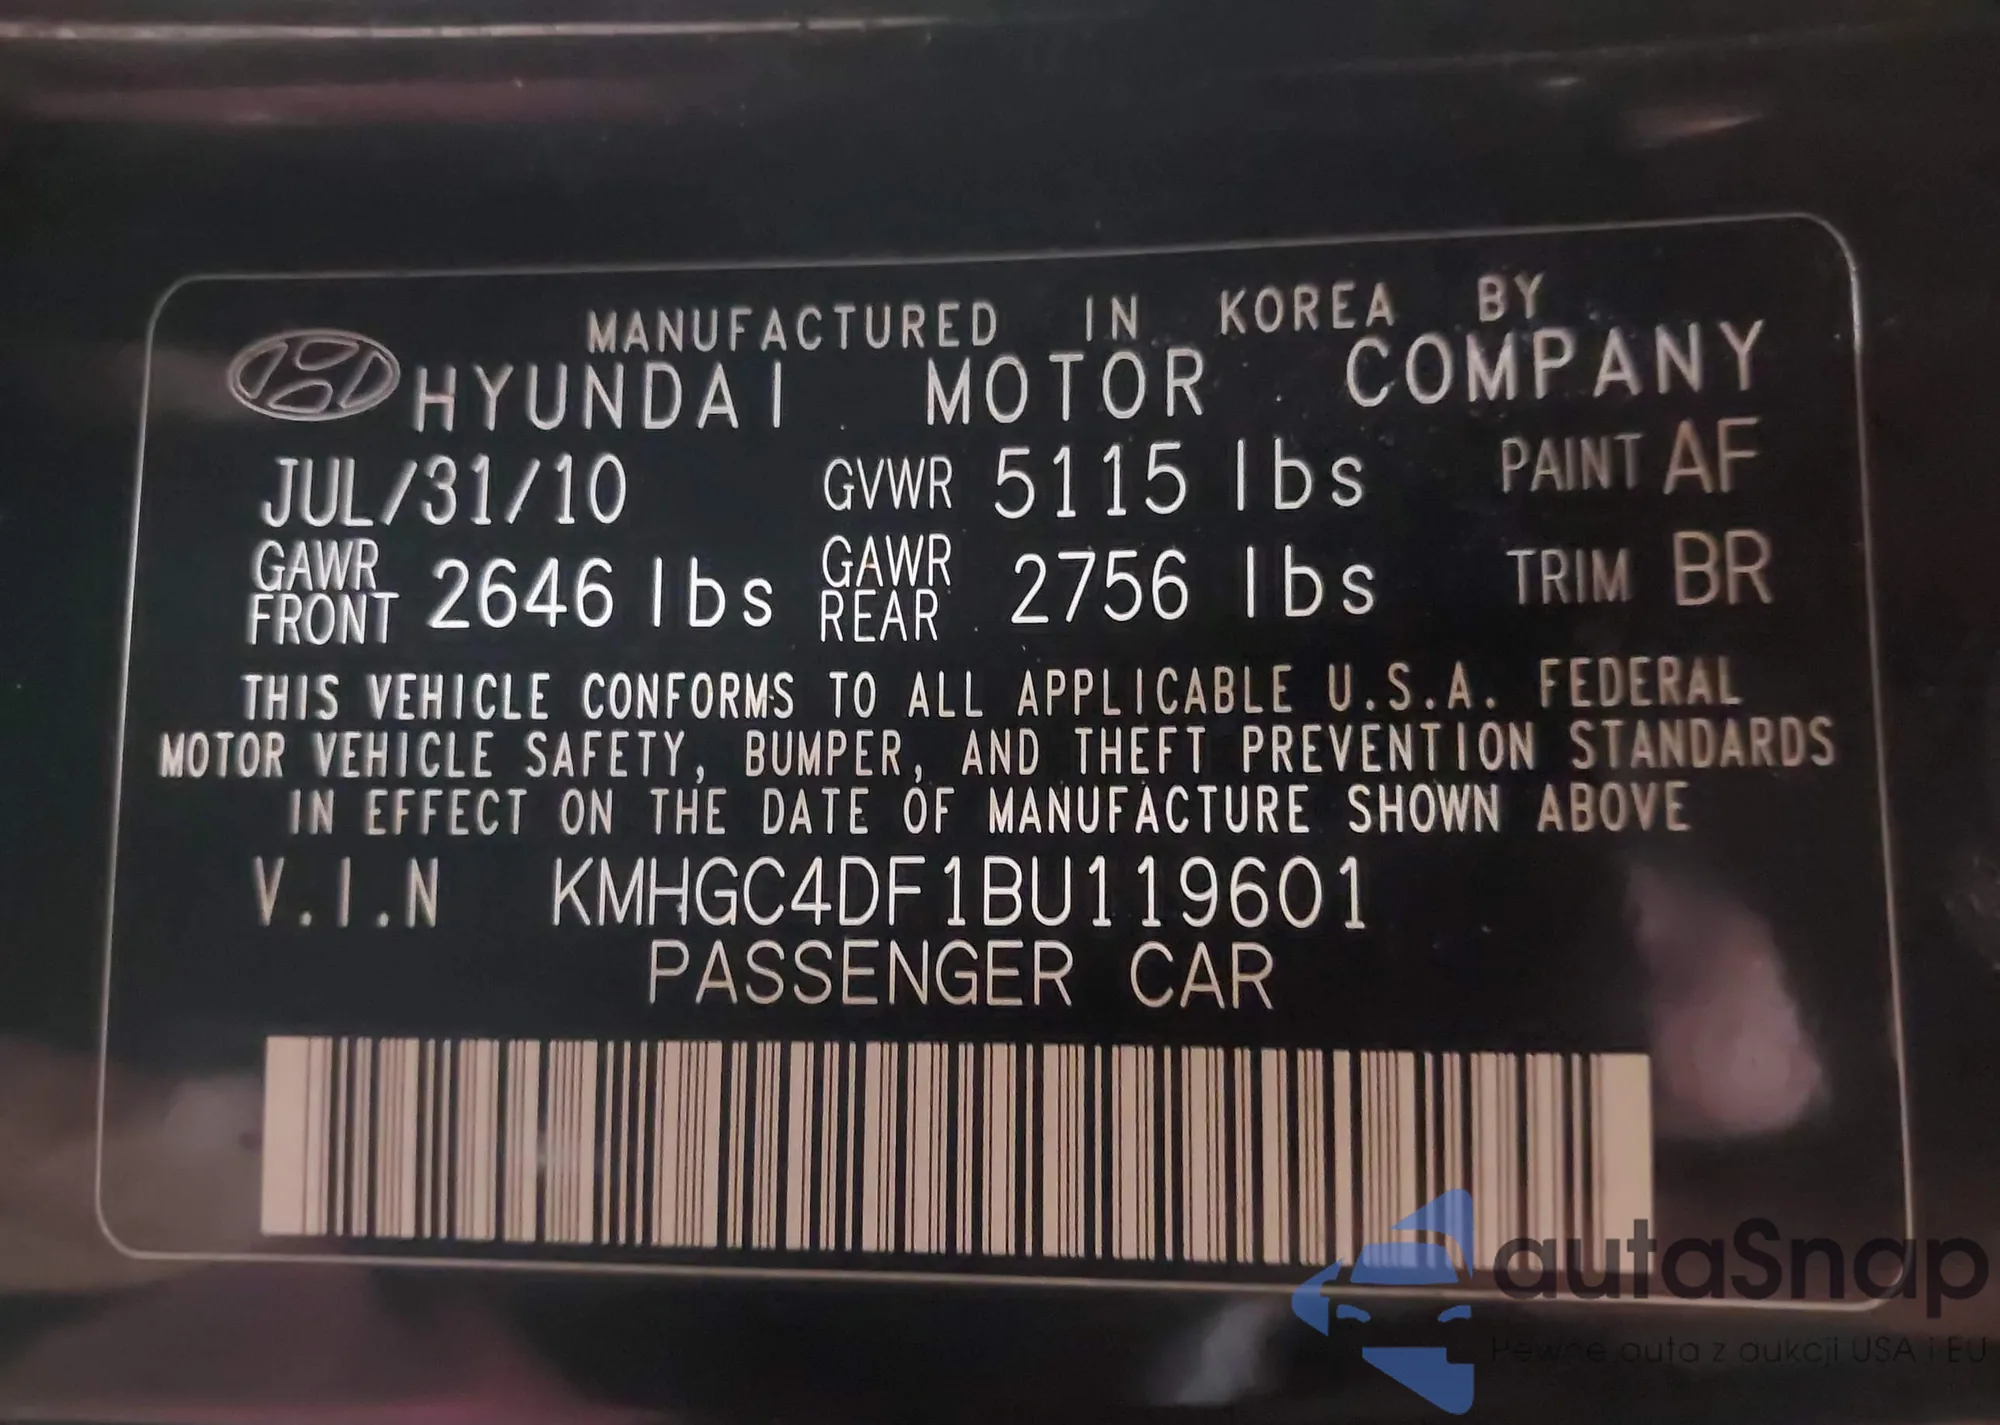 MANUFACTURED IN KOREA BY
HYUNDAI MOTOR COMPANY
JUL/31/10 GVWR 5115 lbs PAINT AF
GAWR FRONT 2646 lbs GAWR REAR 2756 lbs TRIM BR
THIS VEHICLE CONFORMS TO ALL APPLICABLE U.S.A. FEDERAL
MOTOR VEHICLE SAFETY, BUMPER, AND THEFT PREVENTION STANDARDS
IN EFFECT ON THE DATE OF MANUFACTURE SHOWN ABOVE
V.I.N KMHGC4DF1BU119601
PASSENGER CAR
autaSnap
Pewne auta z aukcji USA i EU